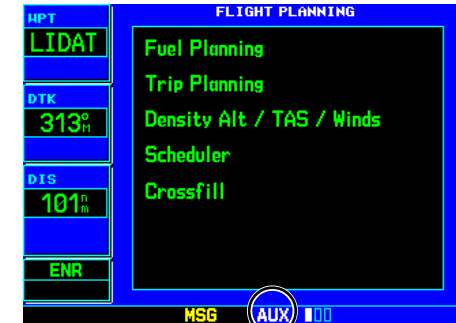 WPT
LIDAT
DTK
313°M
DIS
101nm
ENR
FLIGHT PLANNING
Fuel Planning
Trip Planning
Density Alt / TAS / Winds
Scheduler
Crossfill
MSG AUX